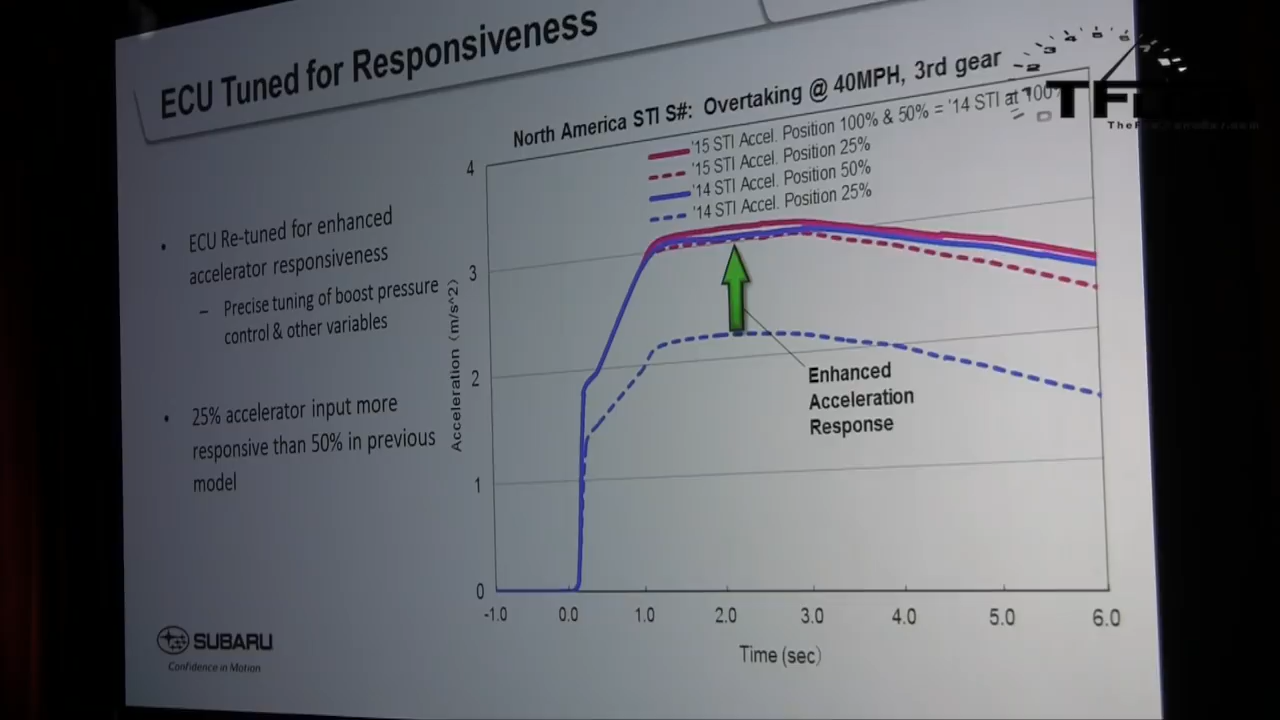 ECU Tuned for Responsiveness
North America STI S#: Overtaking @ 40MPH, 3rd gear
'15 STI Accel. Position 100% & 50% = '14 STI at 100%
'15 STI Accel. Position 25%
'14 STI Accel. Position 50%
'14 STI Accel. Position 25%
• ECU Re-tuned for enhanced
accelerator responsiveness
– Precise tuning of boost pressure
control & other variables
• 25% accelerator input more
responsive than 50% in previous
model
Acceleration (m/s^2)
4
3
2
1
0
Enhanced
Acceleration
Response
-1.0 0.0 1.0 2.0 3.0 4.0 5.0 6.0
Time (sec)
SUBARU
Confidence in Motion